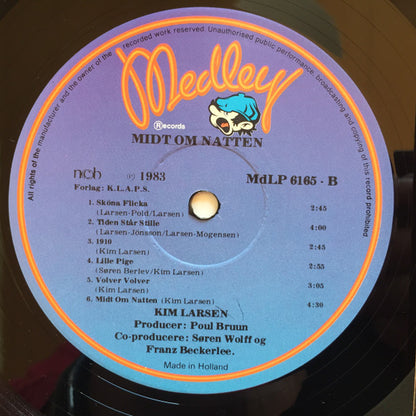 All rights of the manufacturer and the owner of the recorded work reserved. Unauthorised public performance, broadcasting and copying of this record prohibited
Medley
® Records
MIDT OM NATTEN
ncb
℗ 1983
MdLP 6165 · B
Forlag: K.L.A.P.S.
1. Sköna Flicka 2:45
(Larsen-Pold/Larsen)
2. Tiden Står Stille 4:00
(Larsen-Jönsson/Larsen-Mogensen)
3. 1910 2:45
(Kim Larsen)
4. Lille Pige 2:55
(Søren Berlev/Kim Larsen)
5. Volver Volver 3:05
(Kim Larsen)
6. Midt Om Natten (Kim Larsen) 4:30
KIM LARSEN
Producer: Poul Bruun
Co-producere: Søren Wolff og
Franz Beckerlee.
Made in Holland